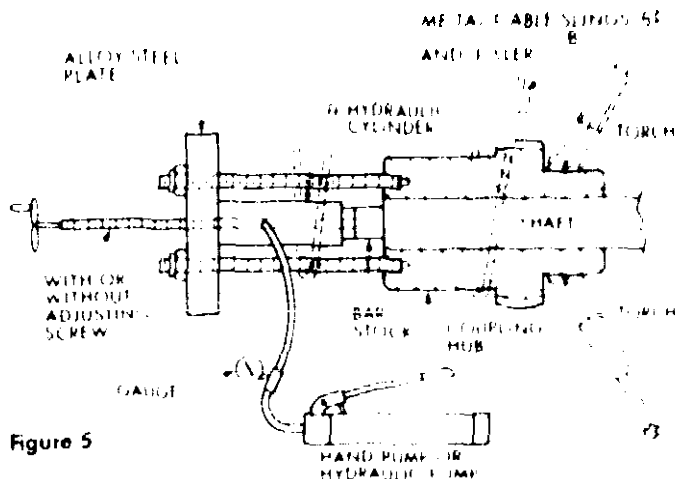 METAL CABLE SLINGS
B
AND
ALLOY STEEL
PLATE
HYDRAULIC
CYLINDER
TORCH
SHAFT
WITH OR
WITHOUT
ADJUSTING
SCREW
BAR
STOCK
COUPLING
HUB
TORCH
GAUGE
Figure 5
HAND PUMP OR
HYDRAULIC PUMP